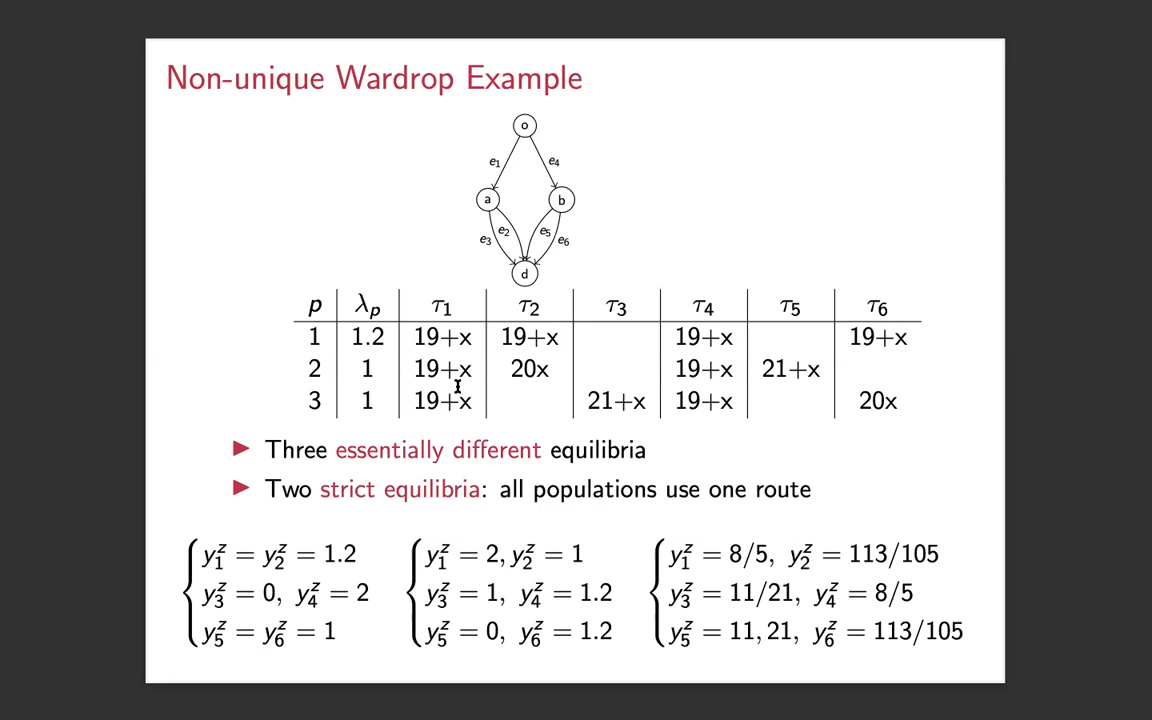 Non-unique Wardrop Example
o
e₁ e₄
a b
e₃ e₂ e₅ e₆
d
p λₚ τ₁ τ₂ τ₃ τ₄ τ₅ τ₆
1 1.2 19+x 19+x 19+x 19+x
2 1 19+x 20x 19+x 21+x
3 1 19+x 21+x 19+x 20x
▶ Three essentially different equilibria
▶ Two strict equilibria: all populations use one route
y₁ᶻ = y₂ᶻ = 1.2
y₃ᶻ = 0, y₄ᶻ = 2
y₅ᶻ = y₆ᶻ = 1
y₁ᶻ = 2, y₂ᶻ = 1
y₃ᶻ = 1, y₄ᶻ = 1.2
y₅ᶻ = 0, y₆ᶻ = 1.2
y₁ᶻ = 8/5, y₂ᶻ = 113/105
y₃ᶻ = 11/21, y₄ᶻ = 8/5
y₅ᶻ = 11, 21, y₆ᶻ = 113/105